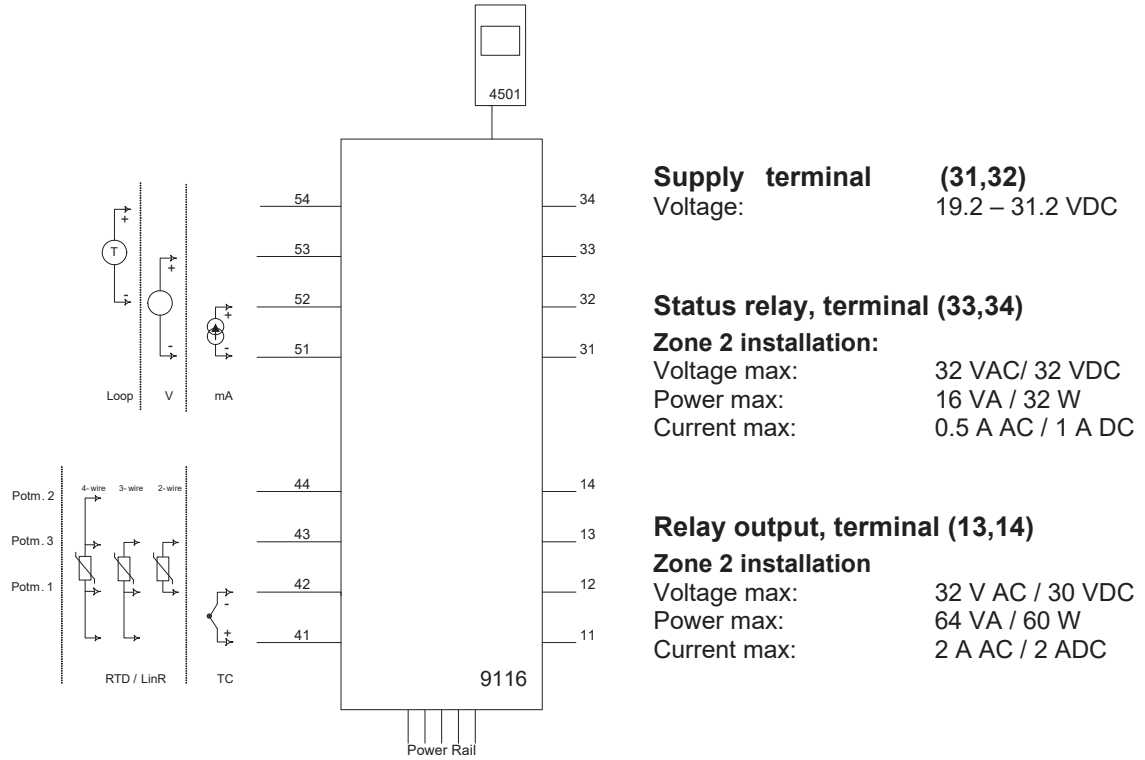 4501
54
53
52
51
44
43
42
41
34
33
32
31
14
13
12
11
9116
Power Rail
T
+
-
+
-
+
-
Loop V mA
Potm. 2
Potm. 3
Potm. 1
4-wire 3-wire 2-wire
-
+
RTD / LinR TC
Supply terminal (31,32)
Voltage: 19.2 – 31.2 VDC
Status relay, terminal (33,34)
Zone 2 installation:
Voltage max: 32 VAC/ 32 VDC
Power max: 16 VA / 32 W
Current max: 0.5 A AC / 1 A DC
Relay output, terminal (13,14)
Zone 2 installation
Voltage max: 32 V AC / 30 VDC
Power max: 64 VA / 60 W
Current max: 2 A AC / 2 ADC